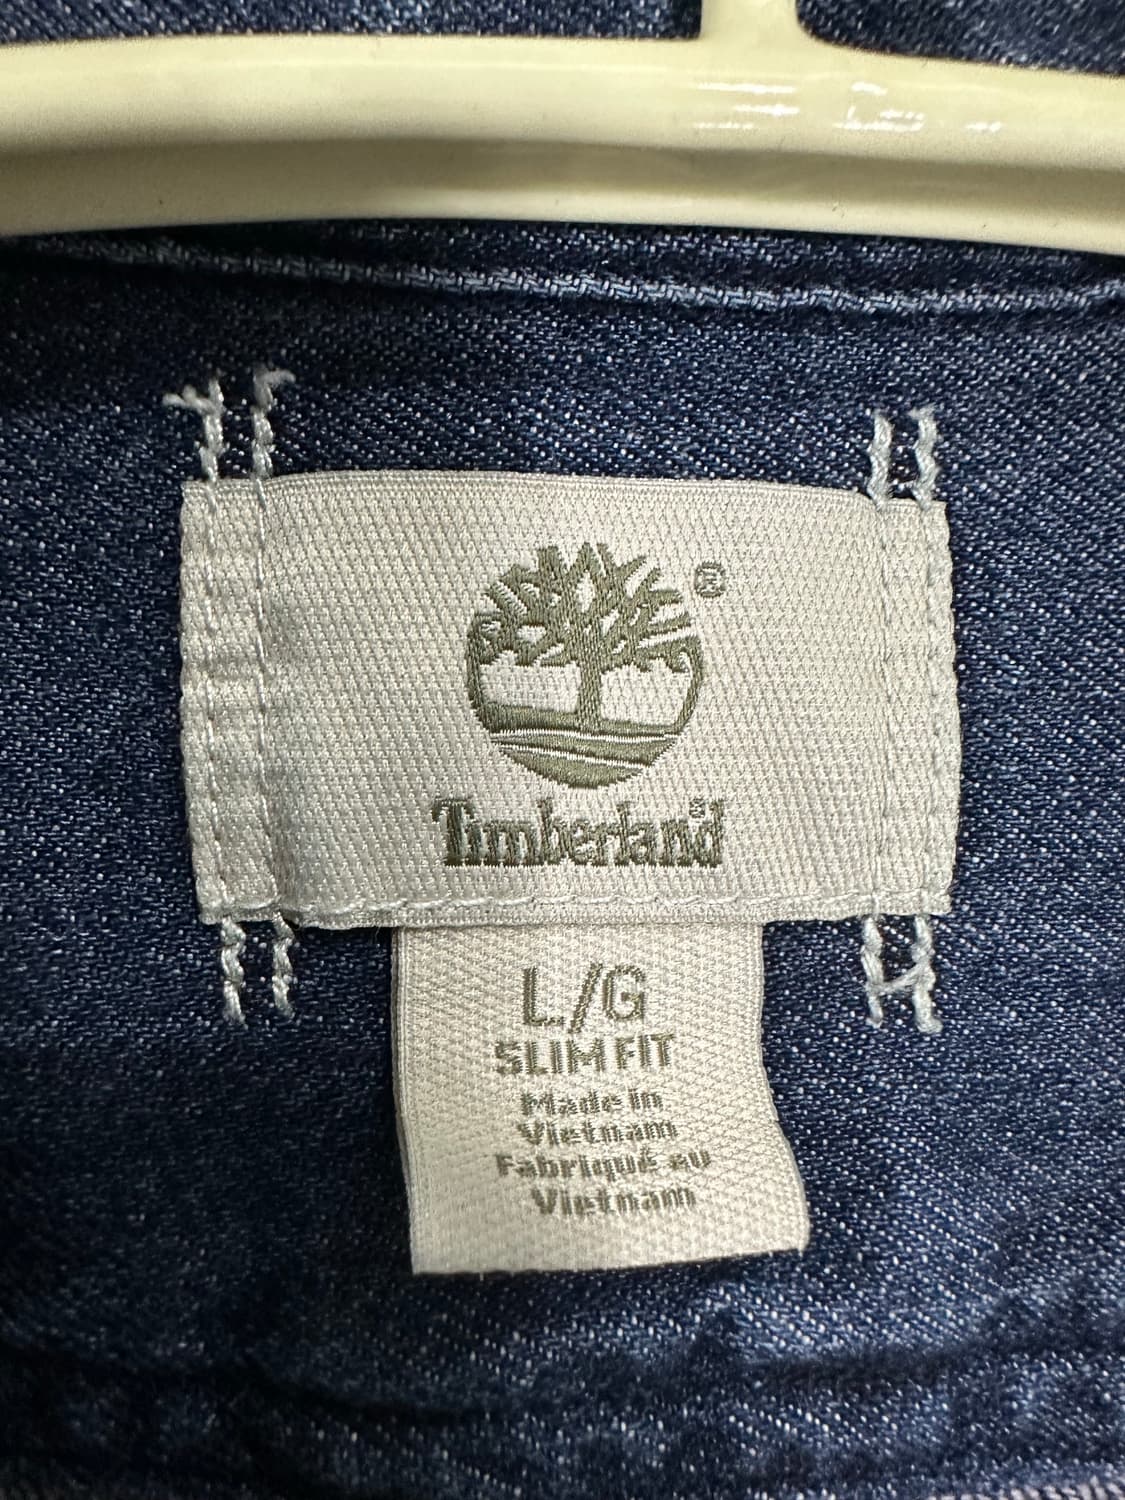 ®
Timberland®
L/G
SLIM FIT
Made in
Vietnam
Fabriqué au
Vietnam